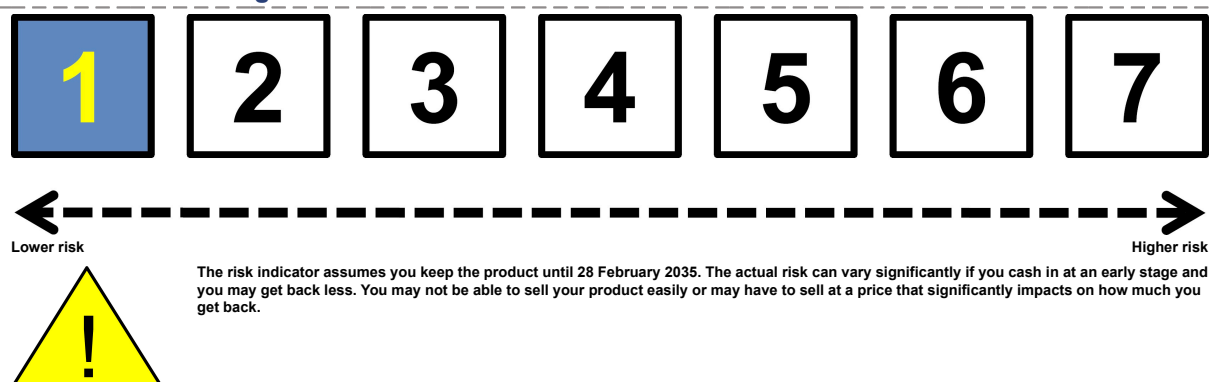 1 2 3 4 5 6 7
Lower risk Higher risk
The risk indicator assumes you keep the product until 28 February 2035. The actual risk can vary significantly if you cash in at an early stage and
you may get back less. You may not be able to sell your product easily or may have to sell at a price that significantly impacts on how much you
get back.
!